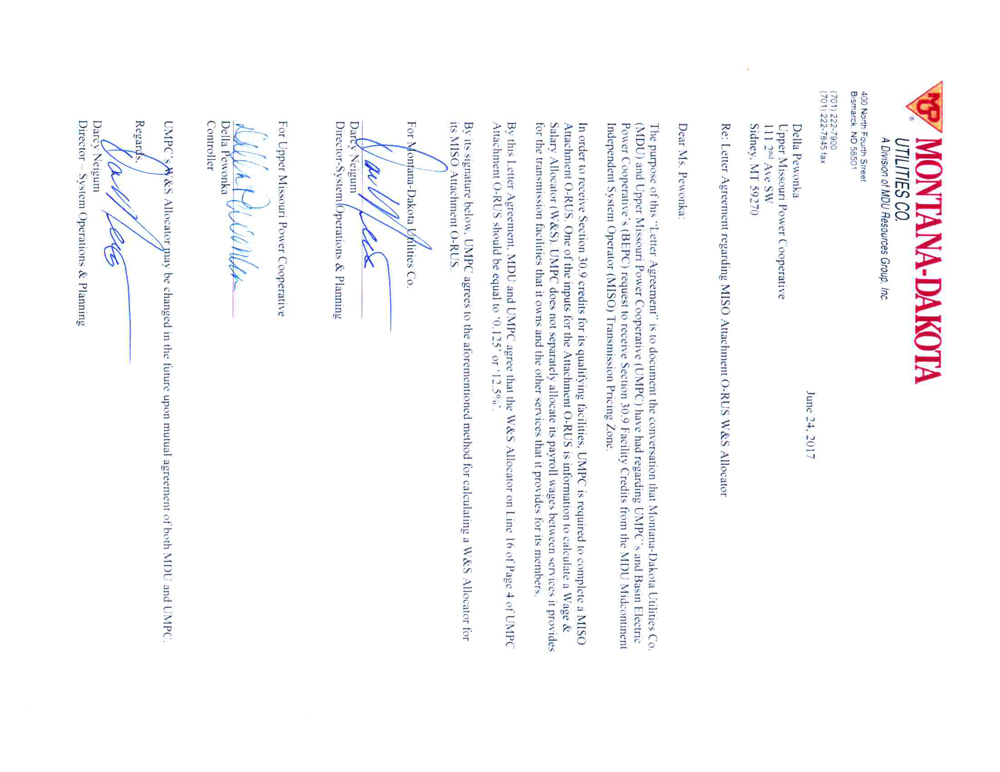 MDU ® MONTANA-DAKOTA
UTILITIES CO.
A Division of MDU Resources Group, Inc.
400 North Fourth Street
Bismarck, ND 58501
(701) 222-7900
(701) 222-7845 fax
June 24, 2017
Della Pewonka
Upper Missouri Power Cooperative
111 2nd Ave SW
Sidney, MT 59270
Re: Letter Agreement regarding MISO Attachment O-RUS W&S Allocator
Dear Ms. Pewonka:
The purpose of this "Letter Agreement" is to document the conversation that Montana-Dakota Utilities Co.
(MDU) and Upper Missouri Power Cooperative (UMPC) have had regarding UMPC's and Basin Electric
Power Cooperative's (BEPC) request to receive Section 30.9 Facility Credits from the MDU Midcontinent
Independent System Operator (MISO) Transmission Pricing Zone.
In order to receive Section 30.9 credits for its qualifying facilities, UMPC is required to complete a MISO
Attachment O-RUS. One of the inputs for the Attachment O-RUS is information to calculate a Wage &
Salary Allocator (W&S). UMPC does not separately allocate its payroll wages between services it provides
for the transmission facilities that it owns and the other services that it provides for its members.
By this Letter Agreement, MDU and UMPC agree that the W&S Allocator on Line 16 of Page 4 of UMPC
Attachment O-RUS should be equal to '0.125' or '12.5%'.
By its signature below, UMPC agrees to the aforementioned method for calculating a W&S Allocator for
its MISO Attachment O-RUS.
For Montana-Dakota Utilities Co.
Darcy Neigum
Director-System Operations & Planning
For Upper Missouri Power Cooperative
Della Pewonka
Della Pewonka
Controller
UMPC's W&S Allocator may be changed in the future upon mutual agreement of both MDU and UMPC.
Regards,
Darcy Neigum
Director – System Operations & Planning